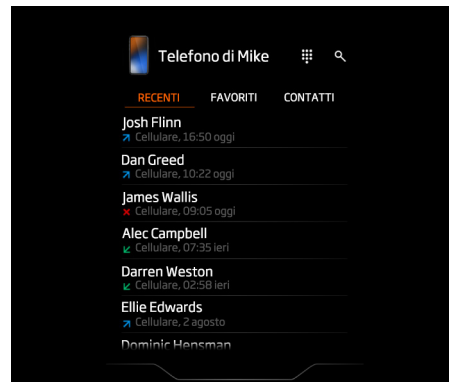 Telefono di Mike
RECENTI FAVORITI CONTATTI
Josh Flinn
Cellulare, 16:50 oggi
Dan Greed
Cellulare, 10:22 oggi
James Wallis
Cellulare, 09:05 oggi
Alec Campbell
Cellulare, 07:35 ieri
Darren Weston
Cellulare, 02:58 ieri
Ellie Edwards
Cellulare, 2 agosto
Dominic Hensman